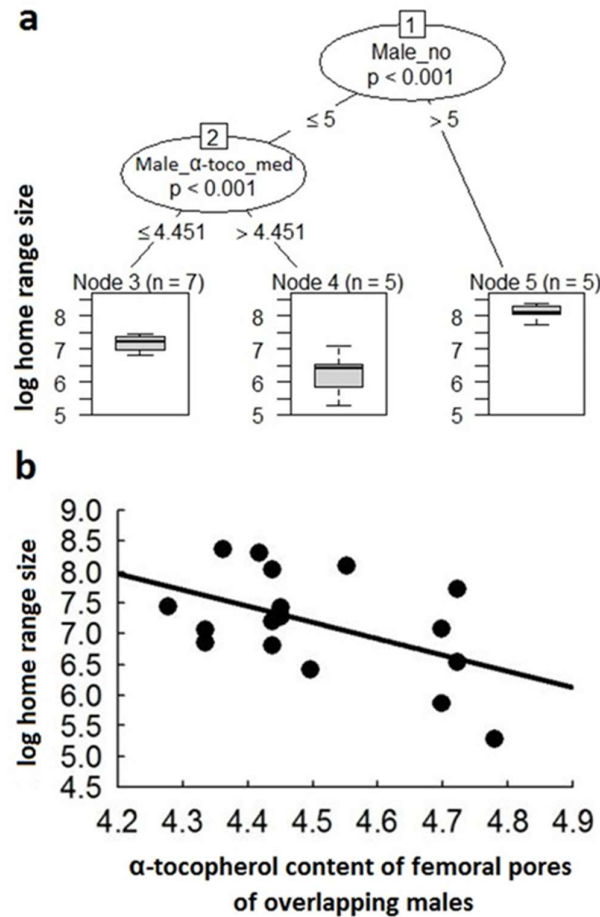 a
1
Male_no
p < 0.001
≤ 5
> 5
2
Male_α-toco_med
p < 0.001
≤ 4.451
> 4.451
log home range size
Node 3 (n = 7)
Node 4 (n = 5)
Node 5 (n = 5)
8
7
6
5
8
7
6
5
8
7
6
5
b
log home range size
9.0
8.5
8.0
7.5
7.0
6.5
6.0
5.5
5.0
4.5
4.2 4.3 4.4 4.5 4.6 4.7 4.8 4.9
α-tocopherol content of femoral pores
of overlapping males